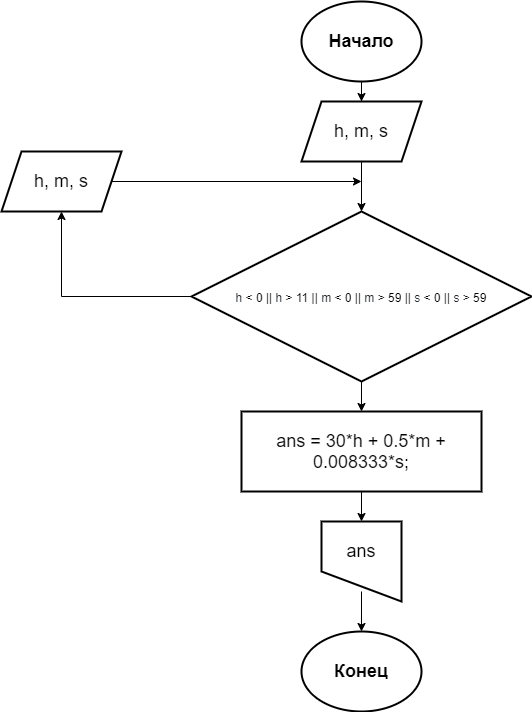 Начало
h, m, s
h, m, s
h < 0 || h > 11 || m < 0 || m > 59 || s < 0 || s > 59
ans = 30*h + 0.5*m +
0.008333*s;
ans
Конец